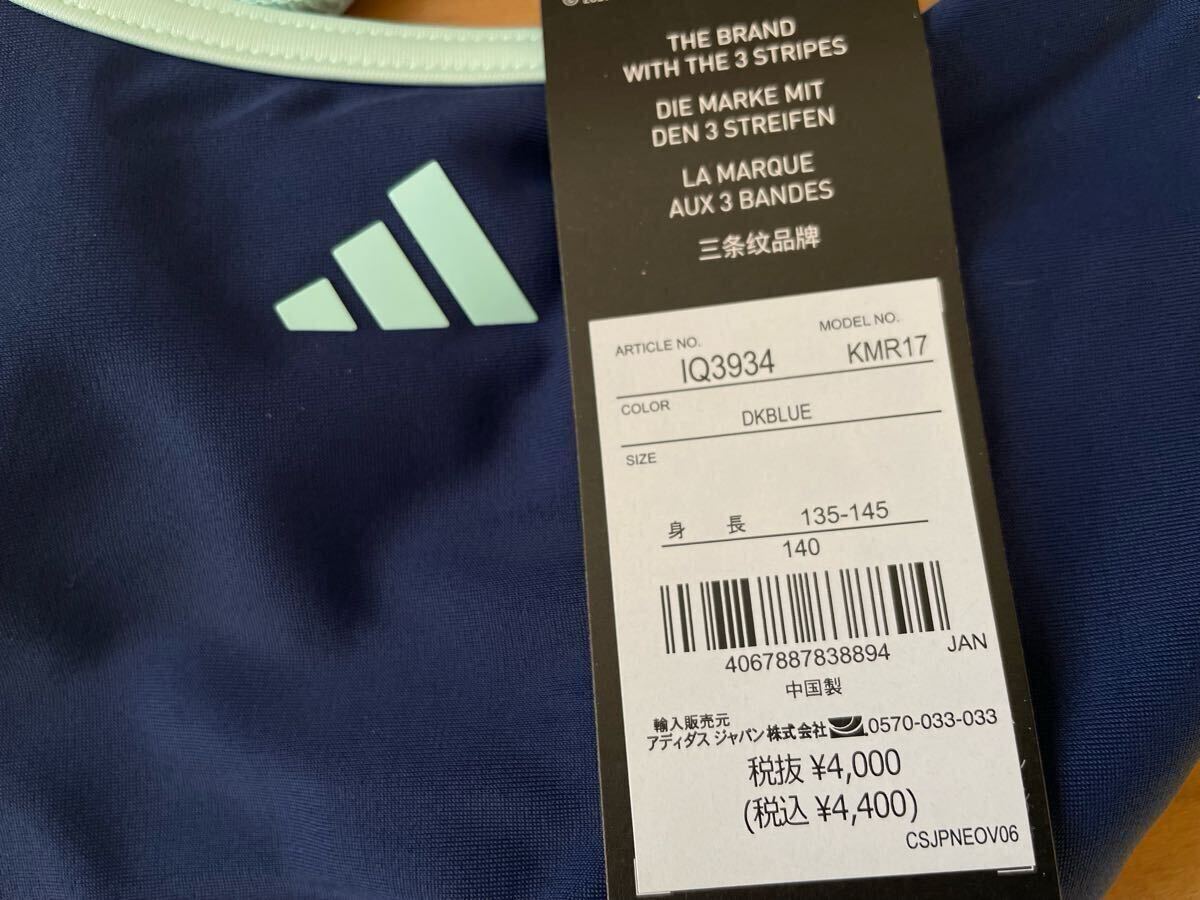 THE BRAND
WITH THE 3 STRIPES
DIE MARKE MIT
DEN 3 STREIFEN
LA MARQUE
AUX 3 BANDES
三条纹品牌
ARTICLE NO. MODEL NO.
IQ3934 KMR17
COLOR
DKBLUE
SIZE
身 長 135-145
140
4067887838894 JAN
中国製
輸入販売元
アディダス ジャパン株式会社 0570-033-033
税抜 ¥4,000
(税込 ¥4,400)
CSJPNEOV06